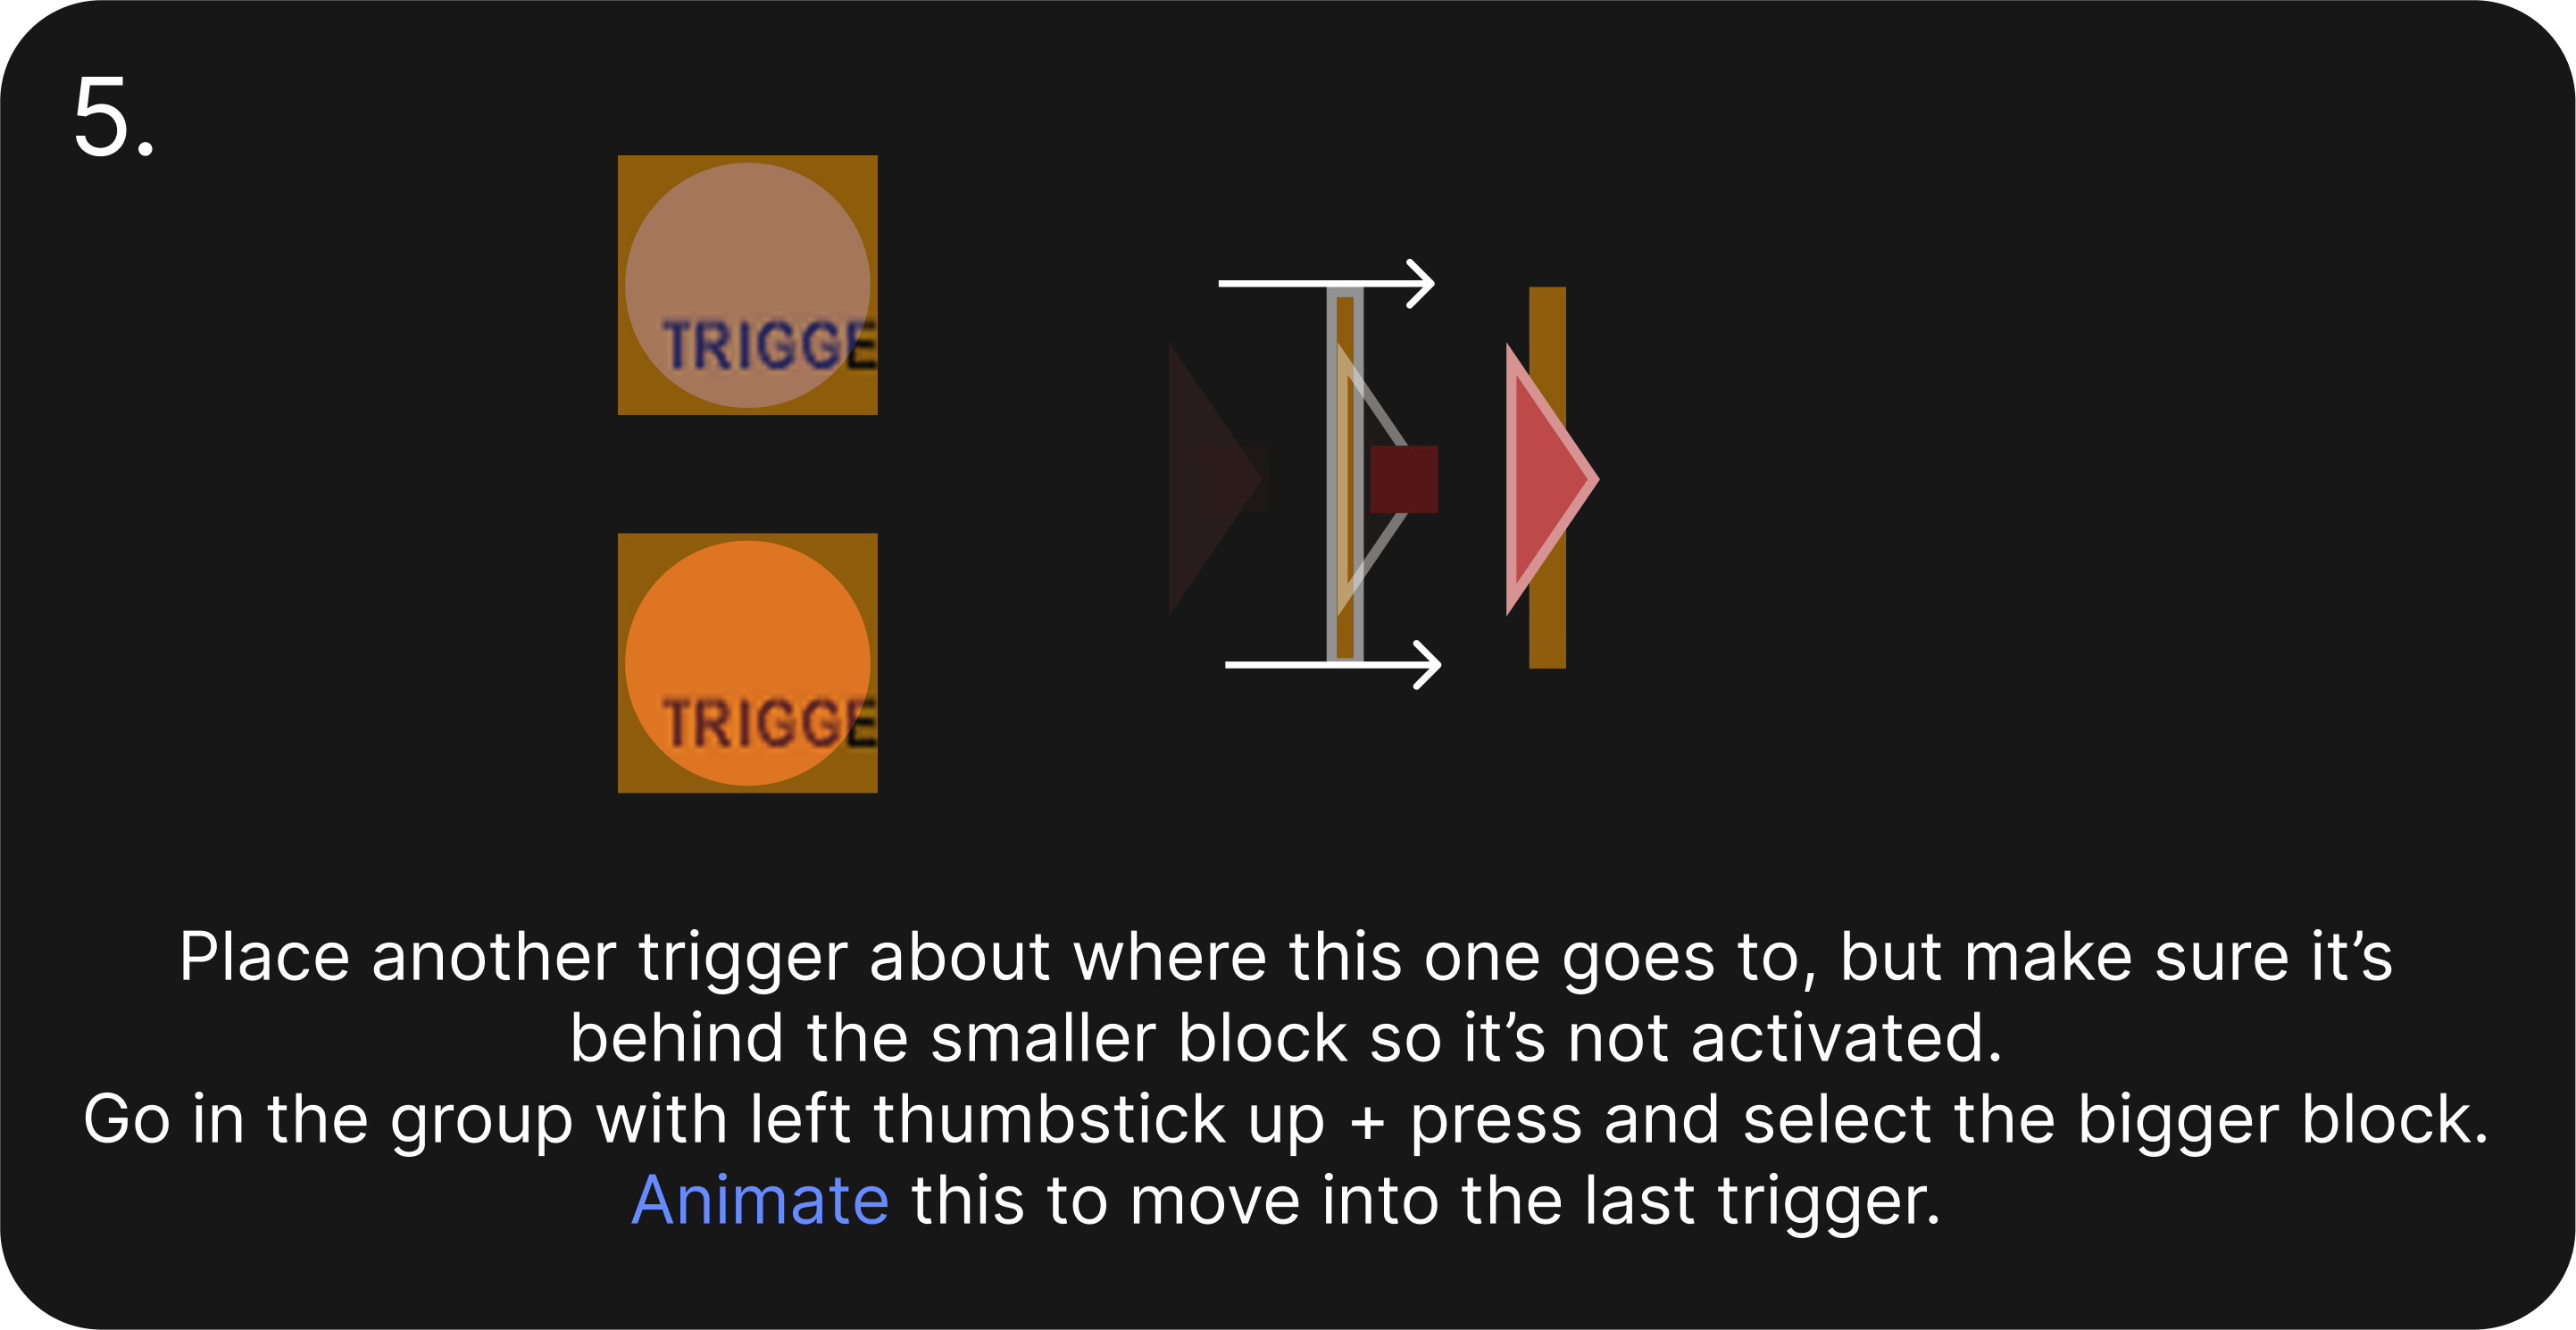 5.
TRIGGE
TRIGGE
Place another trigger about where this one goes to, but make sure it’s
behind the smaller block so it’s not activated.
Go in the group with left thumbstick up + press and select the bigger block.
Animate this to move into the last trigger.